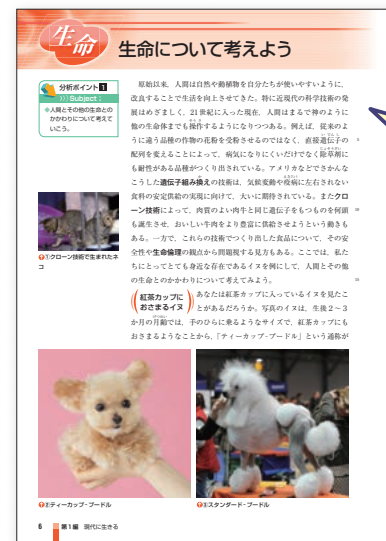 生命
生命について考えよう
分析ポイント1
》》》Subject
人間とその他の生命とのかかわりについて考えていこう。
原始以来、人間は自然や動植物を自分たちが使いやすいように、
改良することで生活を向上させてきた。特に近現代の科学技術の発
展はめざましく、21世紀に入った現在、人間はまるで神のように
他の生命体までも操作するようになりつつある。例えば、従来のよ
うに違う品種の作物の花粉を受粉させるのではなく、直接遺伝子の
配列を変えることによって、病気になりにくいだけでなく除草剤に
も耐性がある品種がつくり出されている。アメリカなどでさかんな
こうした遺伝子組み換えの技術は、気候変動や疫病に左右されない
食料の安定供給の実現に向けて、大いに期待されている。またクロ
ーン技術によって、肉質のよい肉牛と同じ遺伝子をもつものを何頭
も誕生させ、おいしい牛肉をより豊富に供給させようという動きも
ある。一方で、これらの技術でつくり出した食品について、その安
全性や生命倫理の観点から問題視する見方もある。ここでは、私た
ちにとってとても身近な存在であるイヌを例にして、人間とその他
の生命とのかかわりについて考えてみよう。
①クローン技術で生まれたネ
コ
紅茶カップに
おさまるイヌ
あなたは紅茶カップに入っているイヌを見たこ
とがあるだろうか。写真のイヌは、生後2～3
か月の月齢では、手のひらに乗るようなサイズで、紅茶カップにも
おさまるようなことから、「ティーカップ・プードル」という通称が
②ティーカップ・プードル
③スタンダード・プードル
6 第1編 現代に生きる